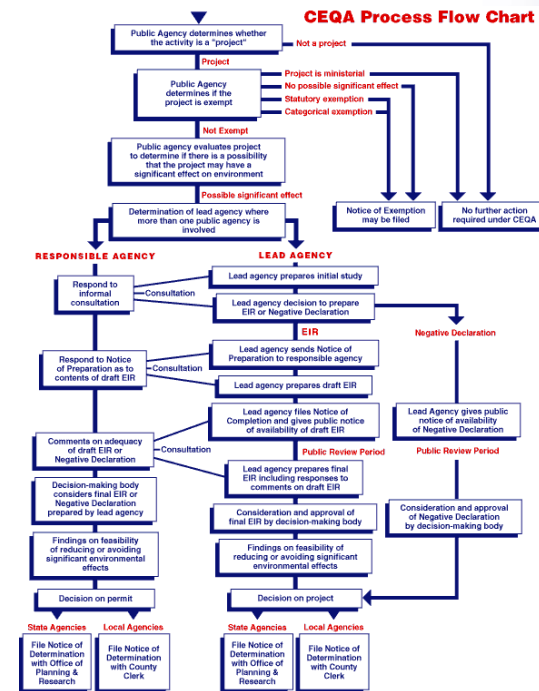 CEQA Process Flow Chart
Public Agency determines whether
the activity is a "project"
Not a project
Project
Public Agency
determines if the
project is exempt
Project is ministerial
No possible significant effect
Statutory exemption
Categorical exemption
Not Exempt
Public agency evaluates project
to determine if there is a possibility
that the project may have a
significant effect on environment
Possible significant effect
Notice of Exemption
may be filed
No further action
required under CEQA
Determination of lead agency where
more than one public agency is
involved
RESPONSIBLE AGENCY
LEAD AGENCY
Respond to
informal
consultation
Consultation
Lead agency prepares initial study
Lead agency decision to prepare
EIR or Negative Declaration
EIR
Negative Declaration
Respond to Notice
of Preparation as to
contents of draft EIR
Consultation
Lead agency sends Notice of
Preparation to responsible agency
Lead agency prepares draft EIR
Lead agency files Notice of
Completion and gives public notice
of availability of draft EIR
Lead Agency gives public
notice of availability
of Negative Declaration
Comments on adequacy
of draft EIR or
Negative Declaration
Consultation
Public Review Period
Public Review Period
Lead agency prepares final
EIR including responses to
comments on draft EIR
Decision-making body
considers final EIR or
Negative Declaration
prepared by lead agency
Consideration and approval of
final EIR by decision-making body
Consideration and approval
of Negative Declaration
by decision-making body
Findings on feasibility
of reducing or avoiding
significant environmental
effects
Findings on feasibility of
reducing or avoiding significant
environmental effects
Decision on permit
Decision on project
State Agencies
Local Agencies
State Agencies
Local Agencies
File Notice of
Determination
with Office of
Planning &
Research
File Notice of
Determination
with County
Clerk
File Notice of
Determination
with Office of
Planning &
Research
File Notice of
Determination
with County
Clerk